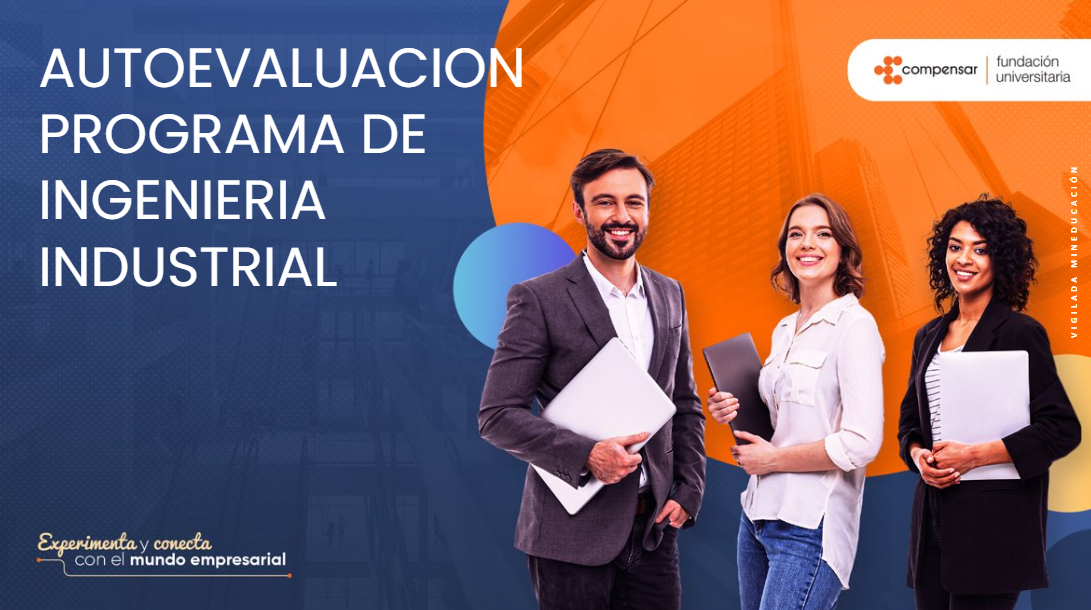 AUTOEVALUACION
PROGRAMA DE
INGENIERIA
INDUSTRIAL
compensar
fundación
universitaria
VIGILADA MINEDUCACIÓN
Experimenta y conecta
con el mundo empresarial